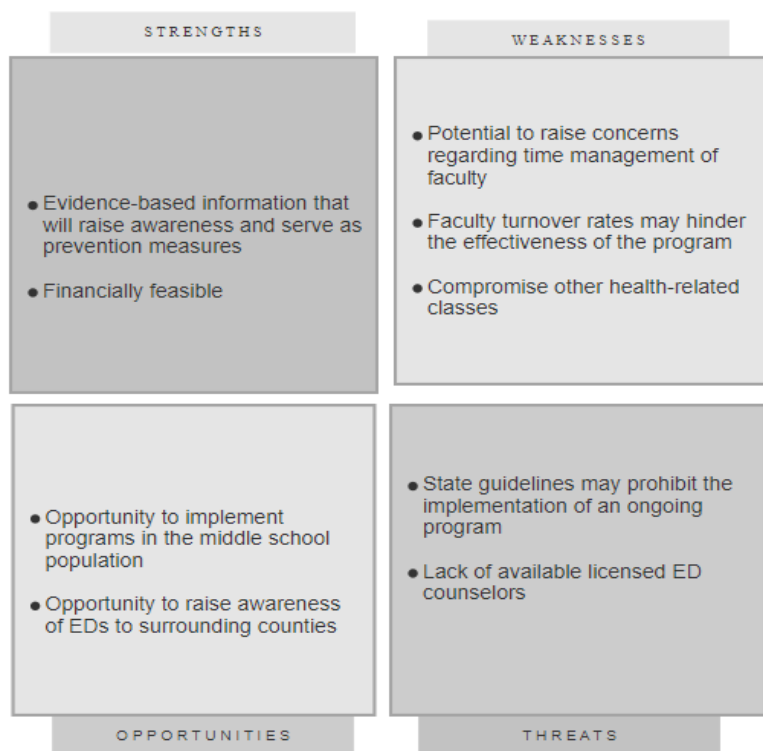 STRENGTHS
● Evidence-based information that
will raise awareness and serve as
prevention measures
● Financially feasible
WEAKNESSES
● Potential to raise concerns
regarding time management of
faculty
● Faculty turnover rates may hinder
the effectiveness of the program
● Compromise other health-related
classes
● Opportunity to implement
programs in the middle school
population
● Opportunity to raise awareness
of EDs to surrounding counties
OPPORTUNITIES
● State guidelines may prohibit the
implementation of an ongoing
program
● Lack of available licensed ED
counselors
THREATS